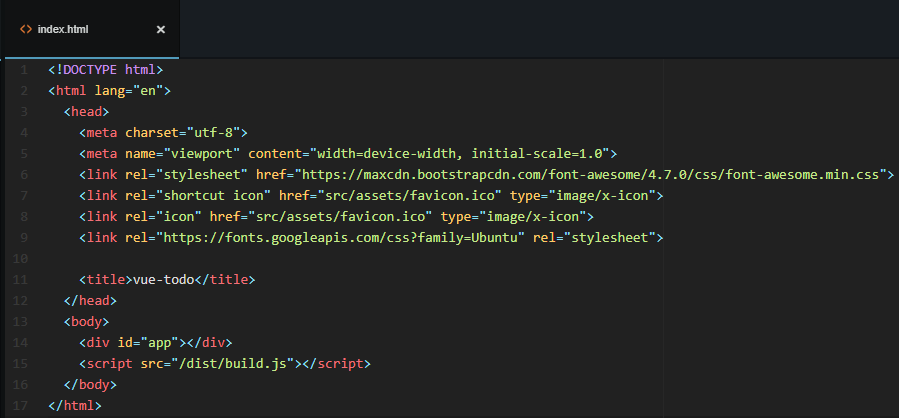 index.html
1 <!DOCTYPE html>
2 <html lang="en">
3   <head>
4     <meta charset="utf-8">
5     <meta name="viewport" content="width=device-width, initial-scale=1.0">
6     <link rel="stylesheet" href="https://maxcdn.bootstrapcdn.com/font-awesome/4.7.0/css/font-awesome.min.css">
7     <link rel="shortcut icon" href="src/assets/favicon.ico" type="image/x-icon">
8     <link rel="icon" href="src/assets/favicon.ico" type="image/x-icon">
9     <link rel="https://fonts.googleapis.com/css?family=Ubuntu" rel="stylesheet">
10
11     <title>vue-todo</title>
12   </head>
13   <body>
14     <div id="app"></div>
15     <script src="/dist/build.js"></script>
16   </body>
17 </html>